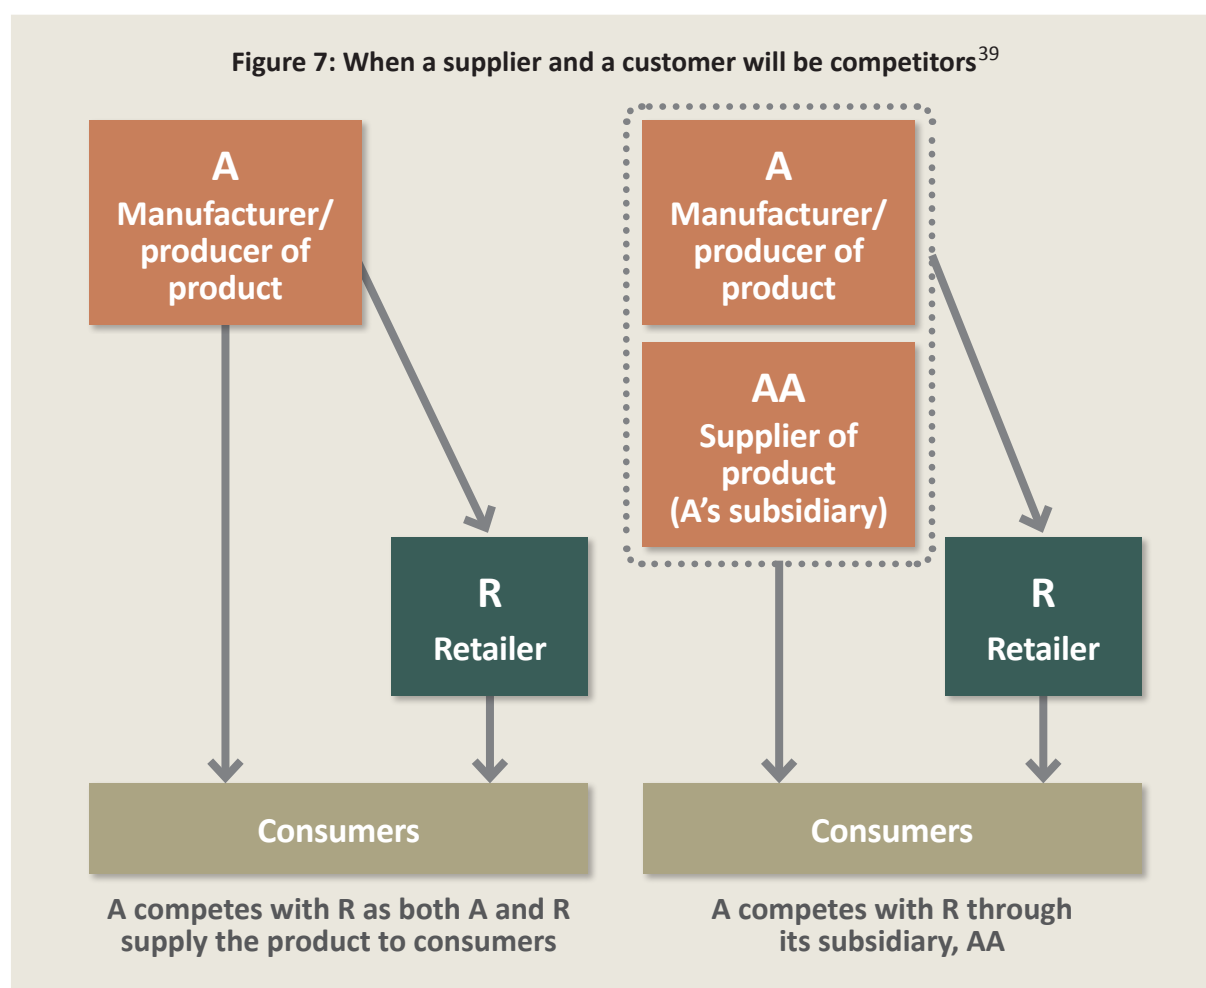 Figure 7: When a supplier and a customer will be competitors39
A
Manufacturer/
producer of
product
R
Retailer
Consumers
A competes with R as both A and R
supply the product to consumers
A
Manufacturer/
producer of
product
AA
Supplier of
product
(A's subsidiary)
R
Retailer
Consumers
A competes with R through
its subsidiary, AA